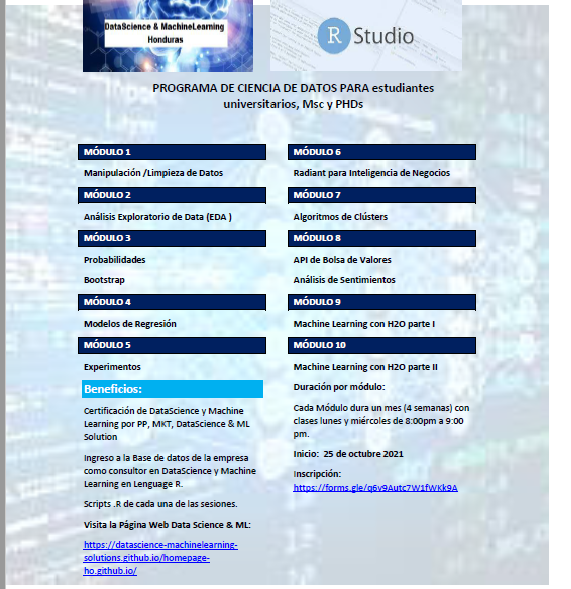 DataScience & MachineLearning
Honduras
R Studio
PROGRAMA DE CIENCIA DE DATOS PARA estudiantes
universitarios, Msc y PHDs
MÓDULO 1
Manipulación /Limpieza de Datos
MÓDULO 2
Análisis Exploratorio de Data (EDA )
MÓDULO 3
Probabilidades
Bootstrap
MÓDULO 4
Modelos de Regresión
MÓDULO 5
Experimentos
Beneficios:
Certificación de DataScience y Machine
Learning por PP, MKT, DataScience & ML
Solution
Ingreso a la Base de datos de la empresa
como consultor en DataScience y Machine
Learning en Lenguage R.
Scripts .R de cada una de las sesiones.
Visita la Página Web Data Science & ML:
https://datascience-machinelearning-
solutions.github.io/homepage-
ho.github.io/
MÓDULO 6
Radiant para Inteligencia de Negocios
MÓDULO 7
Algoritmos de Clústers
MÓDULO 8
API de Bolsa de Valores
Análisis de Sentimientos
MÓDULO 9
Machine Learning con H2O parte I
MÓDULO 10
Machine Learning con H2O parte II
Duración por módulo:
Cada Módulo dura un mes (4 semanas) con
clases lunes y miércoles de 8:00pm a 9:00
pm.
Inicio: 25 de octubre 2021
Inscripción:
https://forms.gle/q6v9Autc7W1fWKk9A